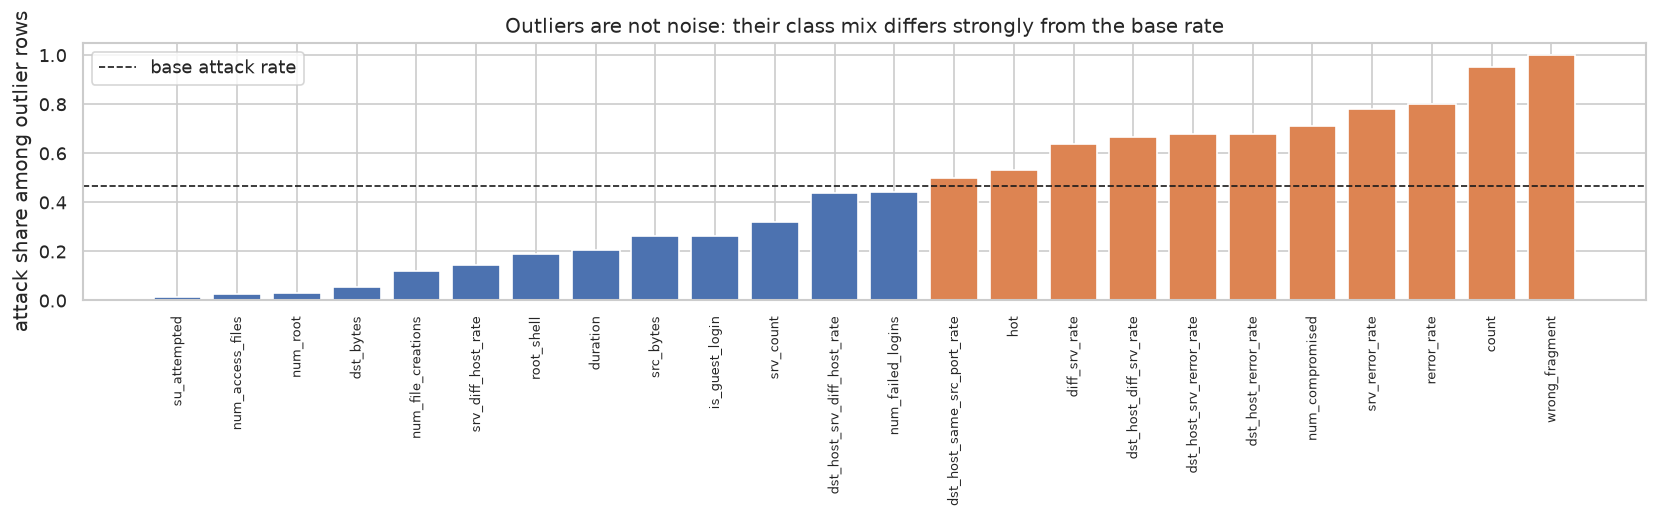 Outliers are not noise: their class mix differs strongly from the base rate
attack share among outlier rows
1.0
0.8
0.6
0.4
0.2
0.0
base attack rate
su_attempted
num_access_files
num_root
dst_bytes
num_file_creations
srv_diff_host_rate
root_shell
duration
src_bytes
is_guest_login
srv_count
dst_host_srv_diff_host_rate
num_failed_logins
dst_host_same_src_port_rate
hot
diff_srv_rate
dst_host_diff_srv_rate
dst_host_srv_rerror_rate
dst_host_rerror_rate
num_compromised
srv_rerror_rate
rerror_rate
count
wrong_fragment